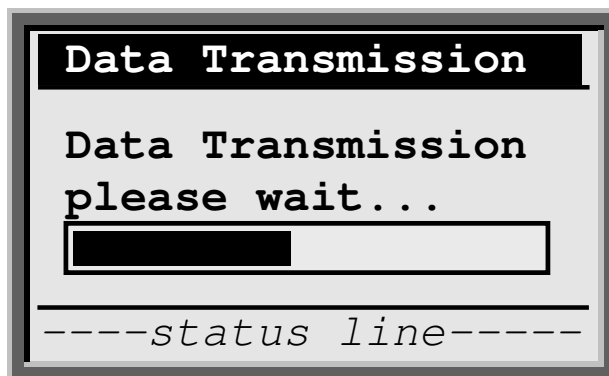 Data Transmission
Data Transmission
please wait...
----status line-----